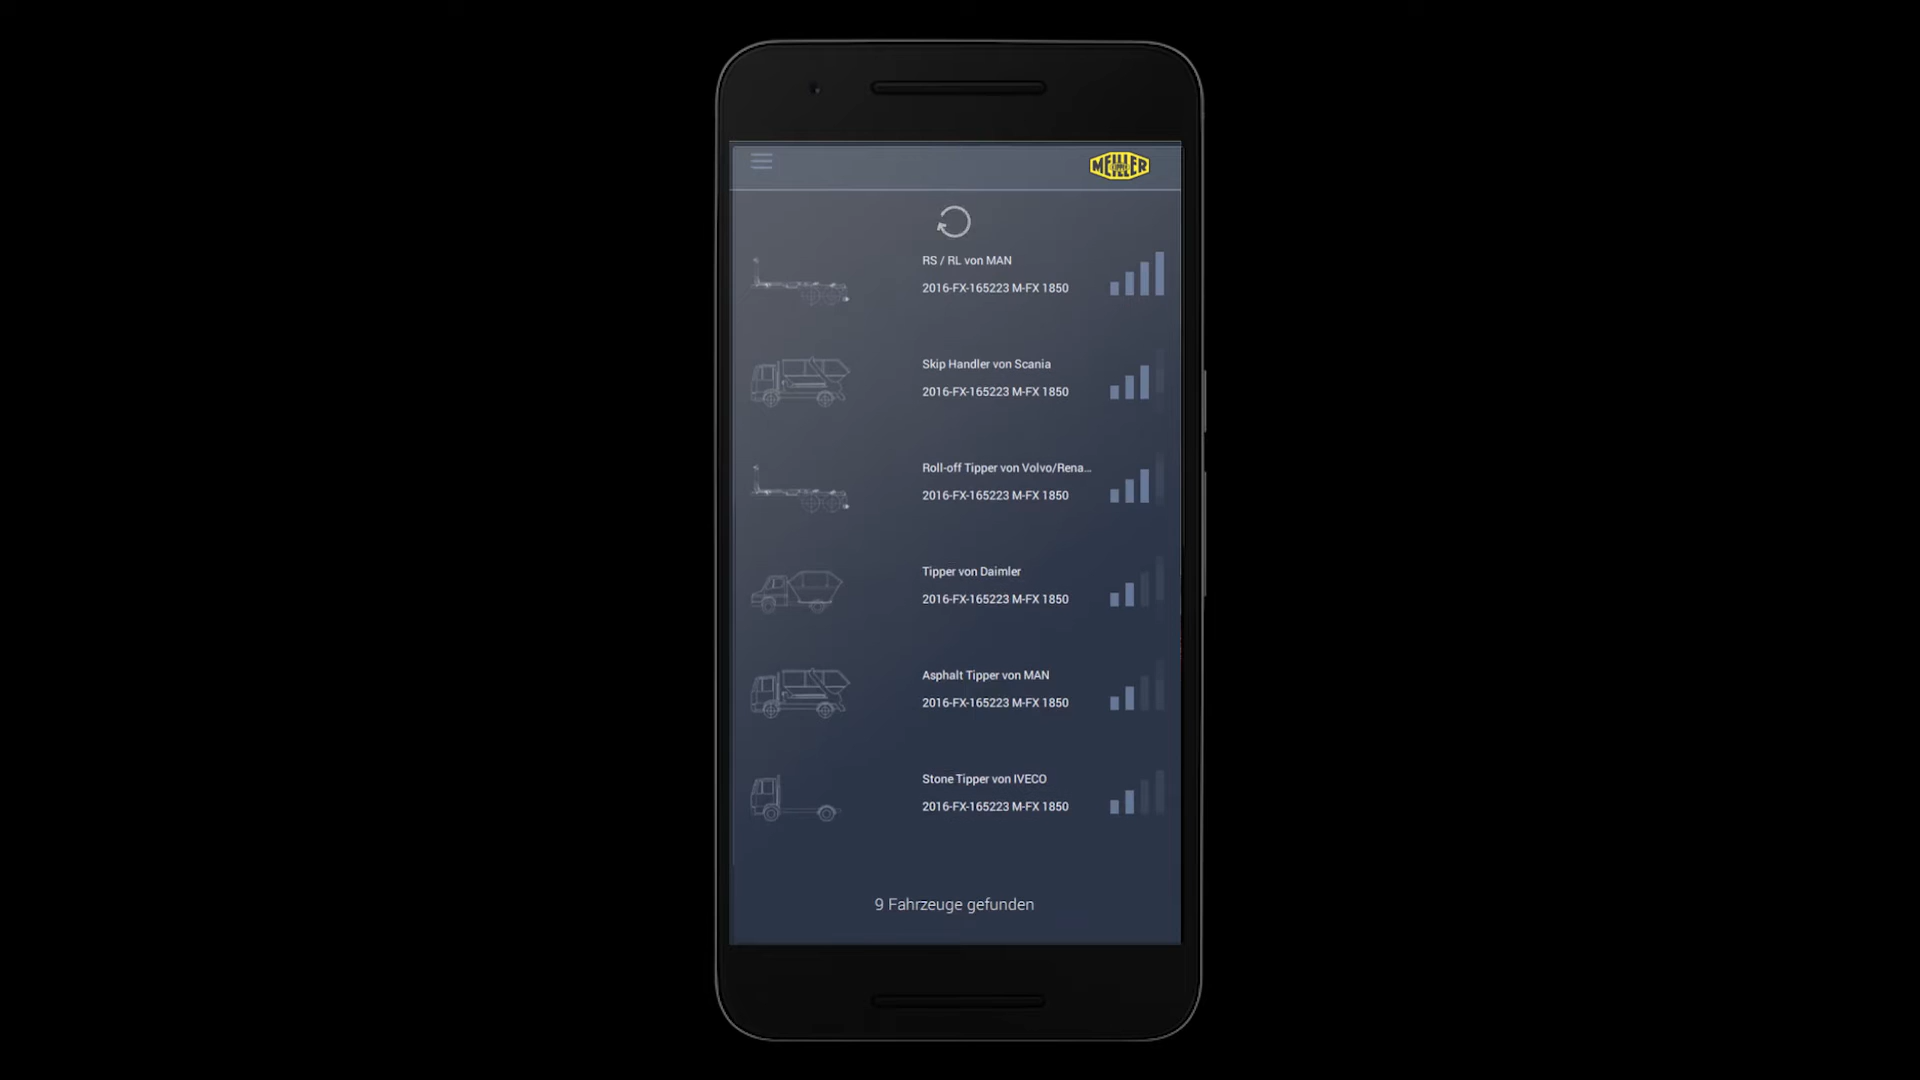 MEILLER
RS / RL von MAN
2016-FX-165223 M-FX 1850
Skip Handler von Scania
2016-FX-165223 M-FX 1850
Roll-off Tipper von Volvo/Rena...
2016-FX-165223 M-FX 1850
Tipper von Daimler
2016-FX-165223 M-FX 1850
Asphalt Tipper von MAN
2016-FX-165223 M-FX 1850
Stone Tipper von IVECO
2016-FX-165223 M-FX 1850
9 Fahrzeuge gefunden